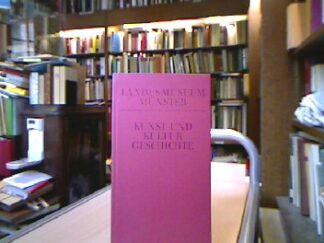 LANDESMUSEUM
MÜNSTER
KUNST UND
KULTUR
GESCHICHTE